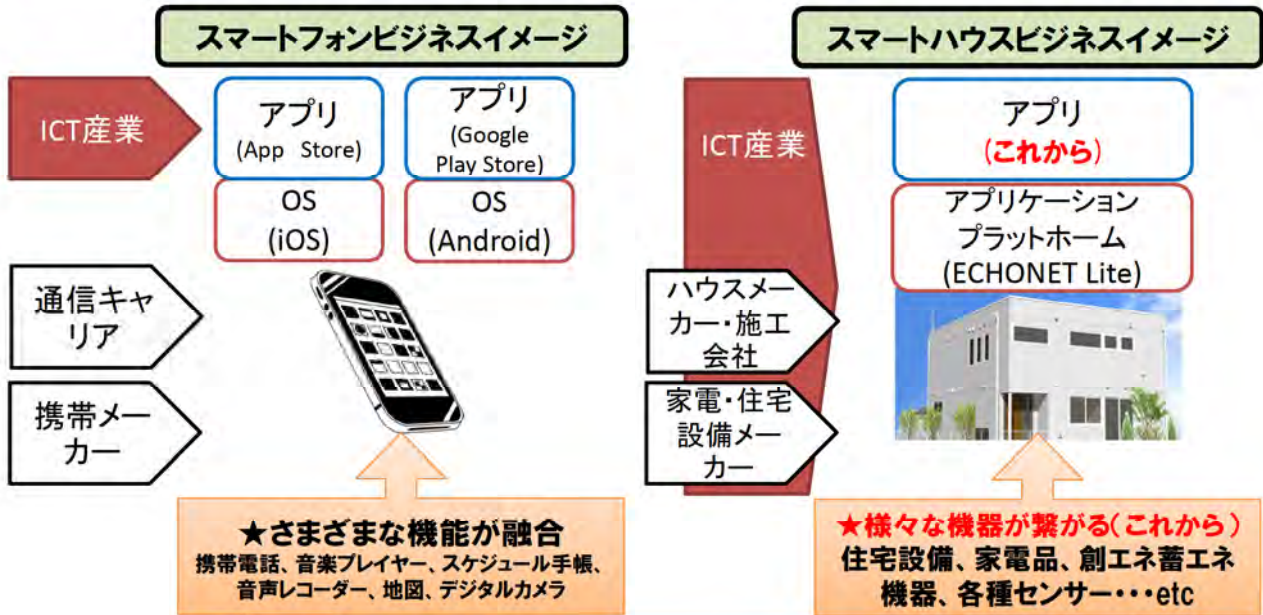 スマートフォンビジネスイメージ
ICT産業
アプリ
(App Store)
アプリ
(Google
Play Store)
OS
(iOS)
OS
(Android)
通信キャ
リア
携帯メー
カー
★さまざまな機能が融合
携帯電話、音楽プレイヤー、スケジュール手帳、
音声レコーダー、地図、デジタルカメラ
スマートハウスビジネスイメージ
ICT産業
アプリ
(これから)
アプリケーション
プラットホーム
(ECHONET Lite)
ハウスメー
カー・施工
会社
家電・住宅
設備メー
カー
★様々な機器が繋がる(これから)
住宅設備、家電品、創エネ蓄エネ
機器、各種センサー・・・etc